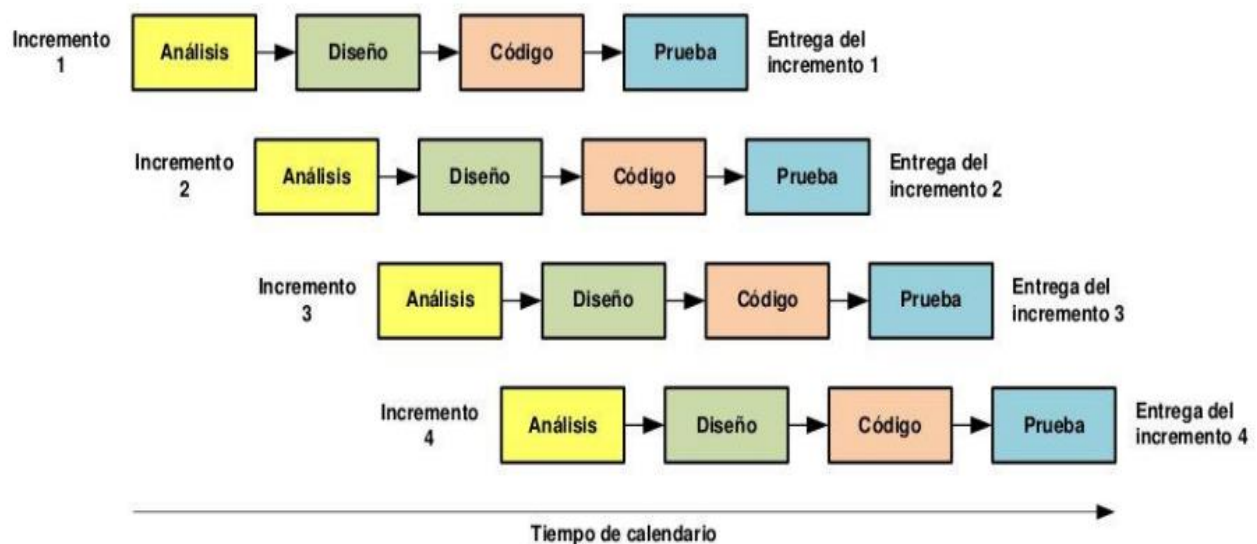 Incremento
1
Análisis
Diseño
Código
Prueba
Entrega del
incremento 1
Incremento
2
Análisis
Diseño
Código
Prueba
Entrega del
incremento 2
Incremento
3
Análisis
Diseño
Código
Prueba
Entrega del
incremento 3
Incremento
4
Análisis
Diseño
Código
Prueba
Entrega del
incremento 4
Tiempo de calendario